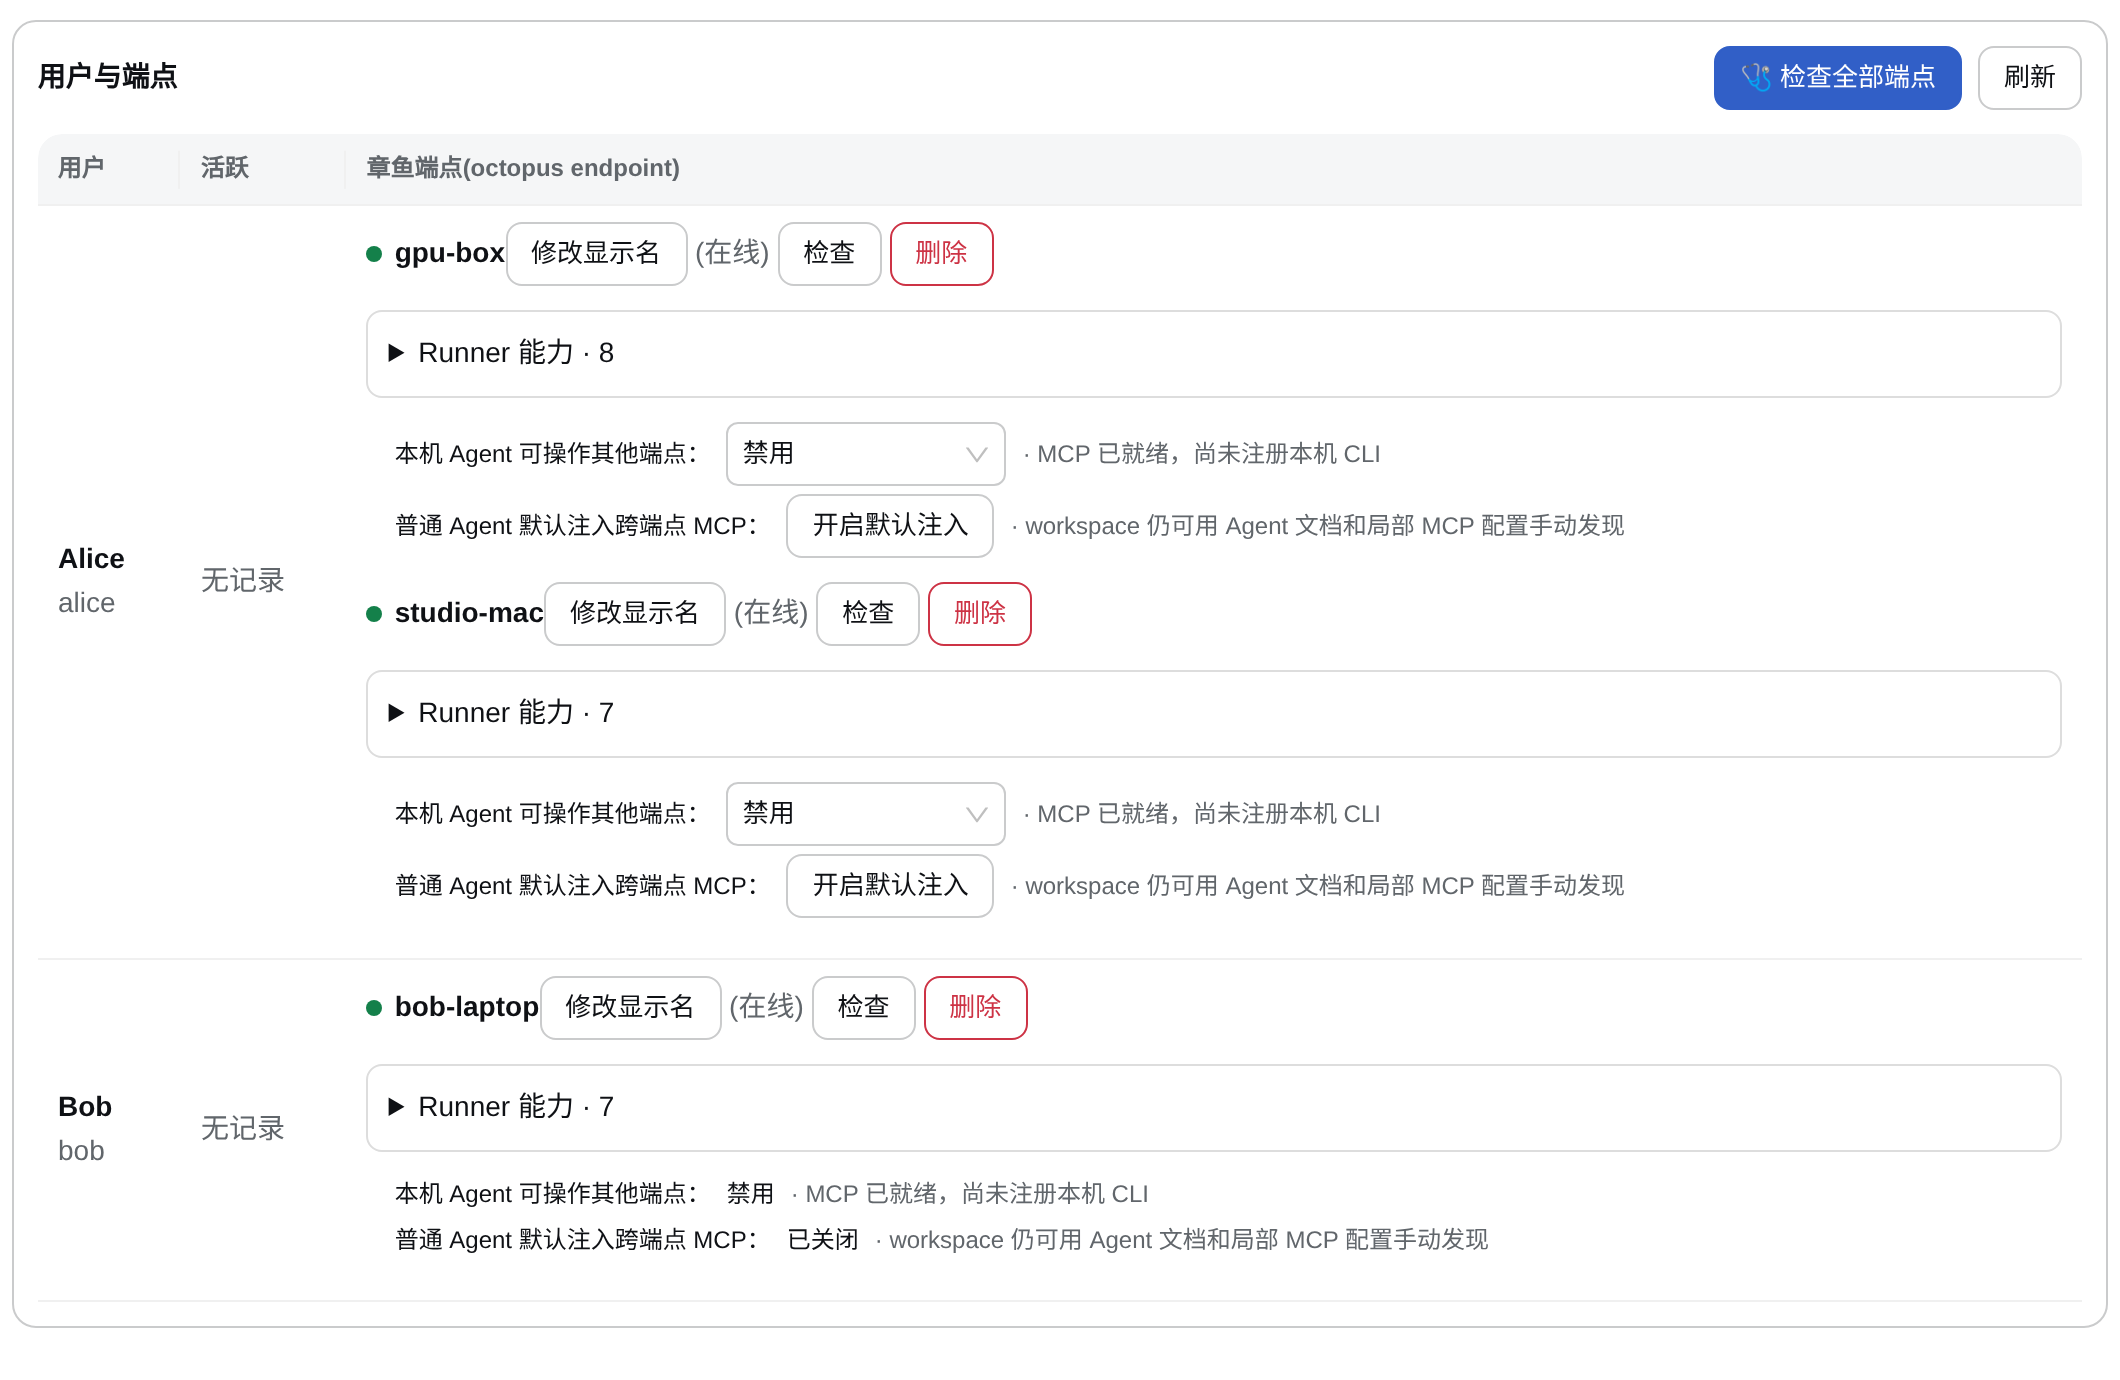 用户与端点
🩺 检查全部端点 刷新
用户 活跃 章鱼端点(octopus endpoint)
gpu-box 修改显示名 (在线) 检查 删除
▶ Runner 能力 · 8
本机 Agent 可操作其他端点： 禁用 · MCP 已就绪，尚未注册本机 CLI
普通 Agent 默认注入跨端点 MCP： 开启默认注入 · workspace 仍可用 Agent 文档和局部 MCP 配置手动发现
Alice
alice
无记录
studio-mac 修改显示名 (在线) 检查 删除
▶ Runner 能力 · 7
本机 Agent 可操作其他端点： 禁用 · MCP 已就绪，尚未注册本机 CLI
普通 Agent 默认注入跨端点 MCP： 开启默认注入 · workspace 仍可用 Agent 文档和局部 MCP 配置手动发现
bob-laptop 修改显示名 (在线) 检查 删除
▶ Runner 能力 · 7
Bob
bob
无记录
本机 Agent 可操作其他端点： 禁用 · MCP 已就绪，尚未注册本机 CLI
普通 Agent 默认注入跨端点 MCP： 已关闭 · workspace 仍可用 Agent 文档和局部 MCP 配置手动发现